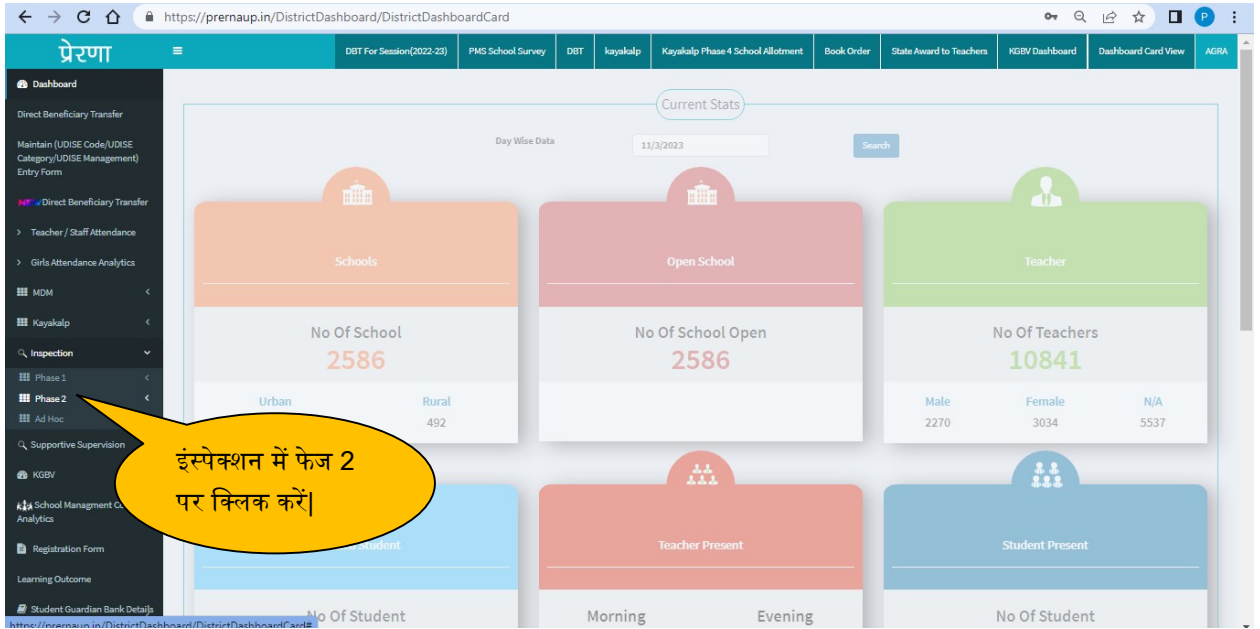 https://prernaup.in/DistrictDashboard/DistrictDashboardCard
P
प्रेरणा
DBT For Session(2022-23) PMS School Survey DBT kayakalp Kayakalp Phase 4 School Allotment Book Order State Award to Teachers KGBV Dashboard Dashboard Card View AGRA
Dashboard
Direct Beneficiary Transfer
Maintain (UDISE Code/UDISE
Category/UDISE Management)
Entry Form
Direct Beneficiary Transfer
Teacher / Staff Attendance
Girls Attendance Analytics
MDM
Kayakalp
Inspection
Phase 1
Phase 2
Ad Hoc
Supportive Supervision
KGBV
School Managment
Analytics
Registration Form
Learning Outcome
Student Guardian Bank Details
https://prernaup.in/DistrictDashboard/DistrictDashboardCard#
इंस्पेक्शन में फेज 2
पर क्लिक करें|
Current Stats
Day Wise Data 11/3/2023 Search
Schools
No Of School
2586
Urban Rural
492
Open School
No Of School Open
2586
Teacher
No Of Teachers
10841
Male Female N/A
2270 3034 5537
Student
No Of Student
Teacher Present
Morning Evening
Student Present
No Of Student